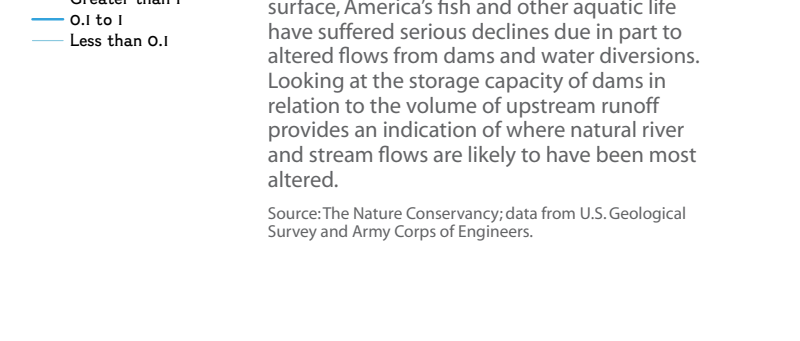 Greater than 1
0.1 to 1
Less than 0.1
surface, America's fish and other aquatic life
have suffered serious declines due in part to
altered flows from dams and water diversions.
Looking at the storage capacity of dams in
relation to the volume of upstream runoff
provides an indication of where natural river
and stream flows are likely to have been most
altered.
Source: The Nature Conservancy; data from U.S. Geological
Survey and Army Corps of Engineers.